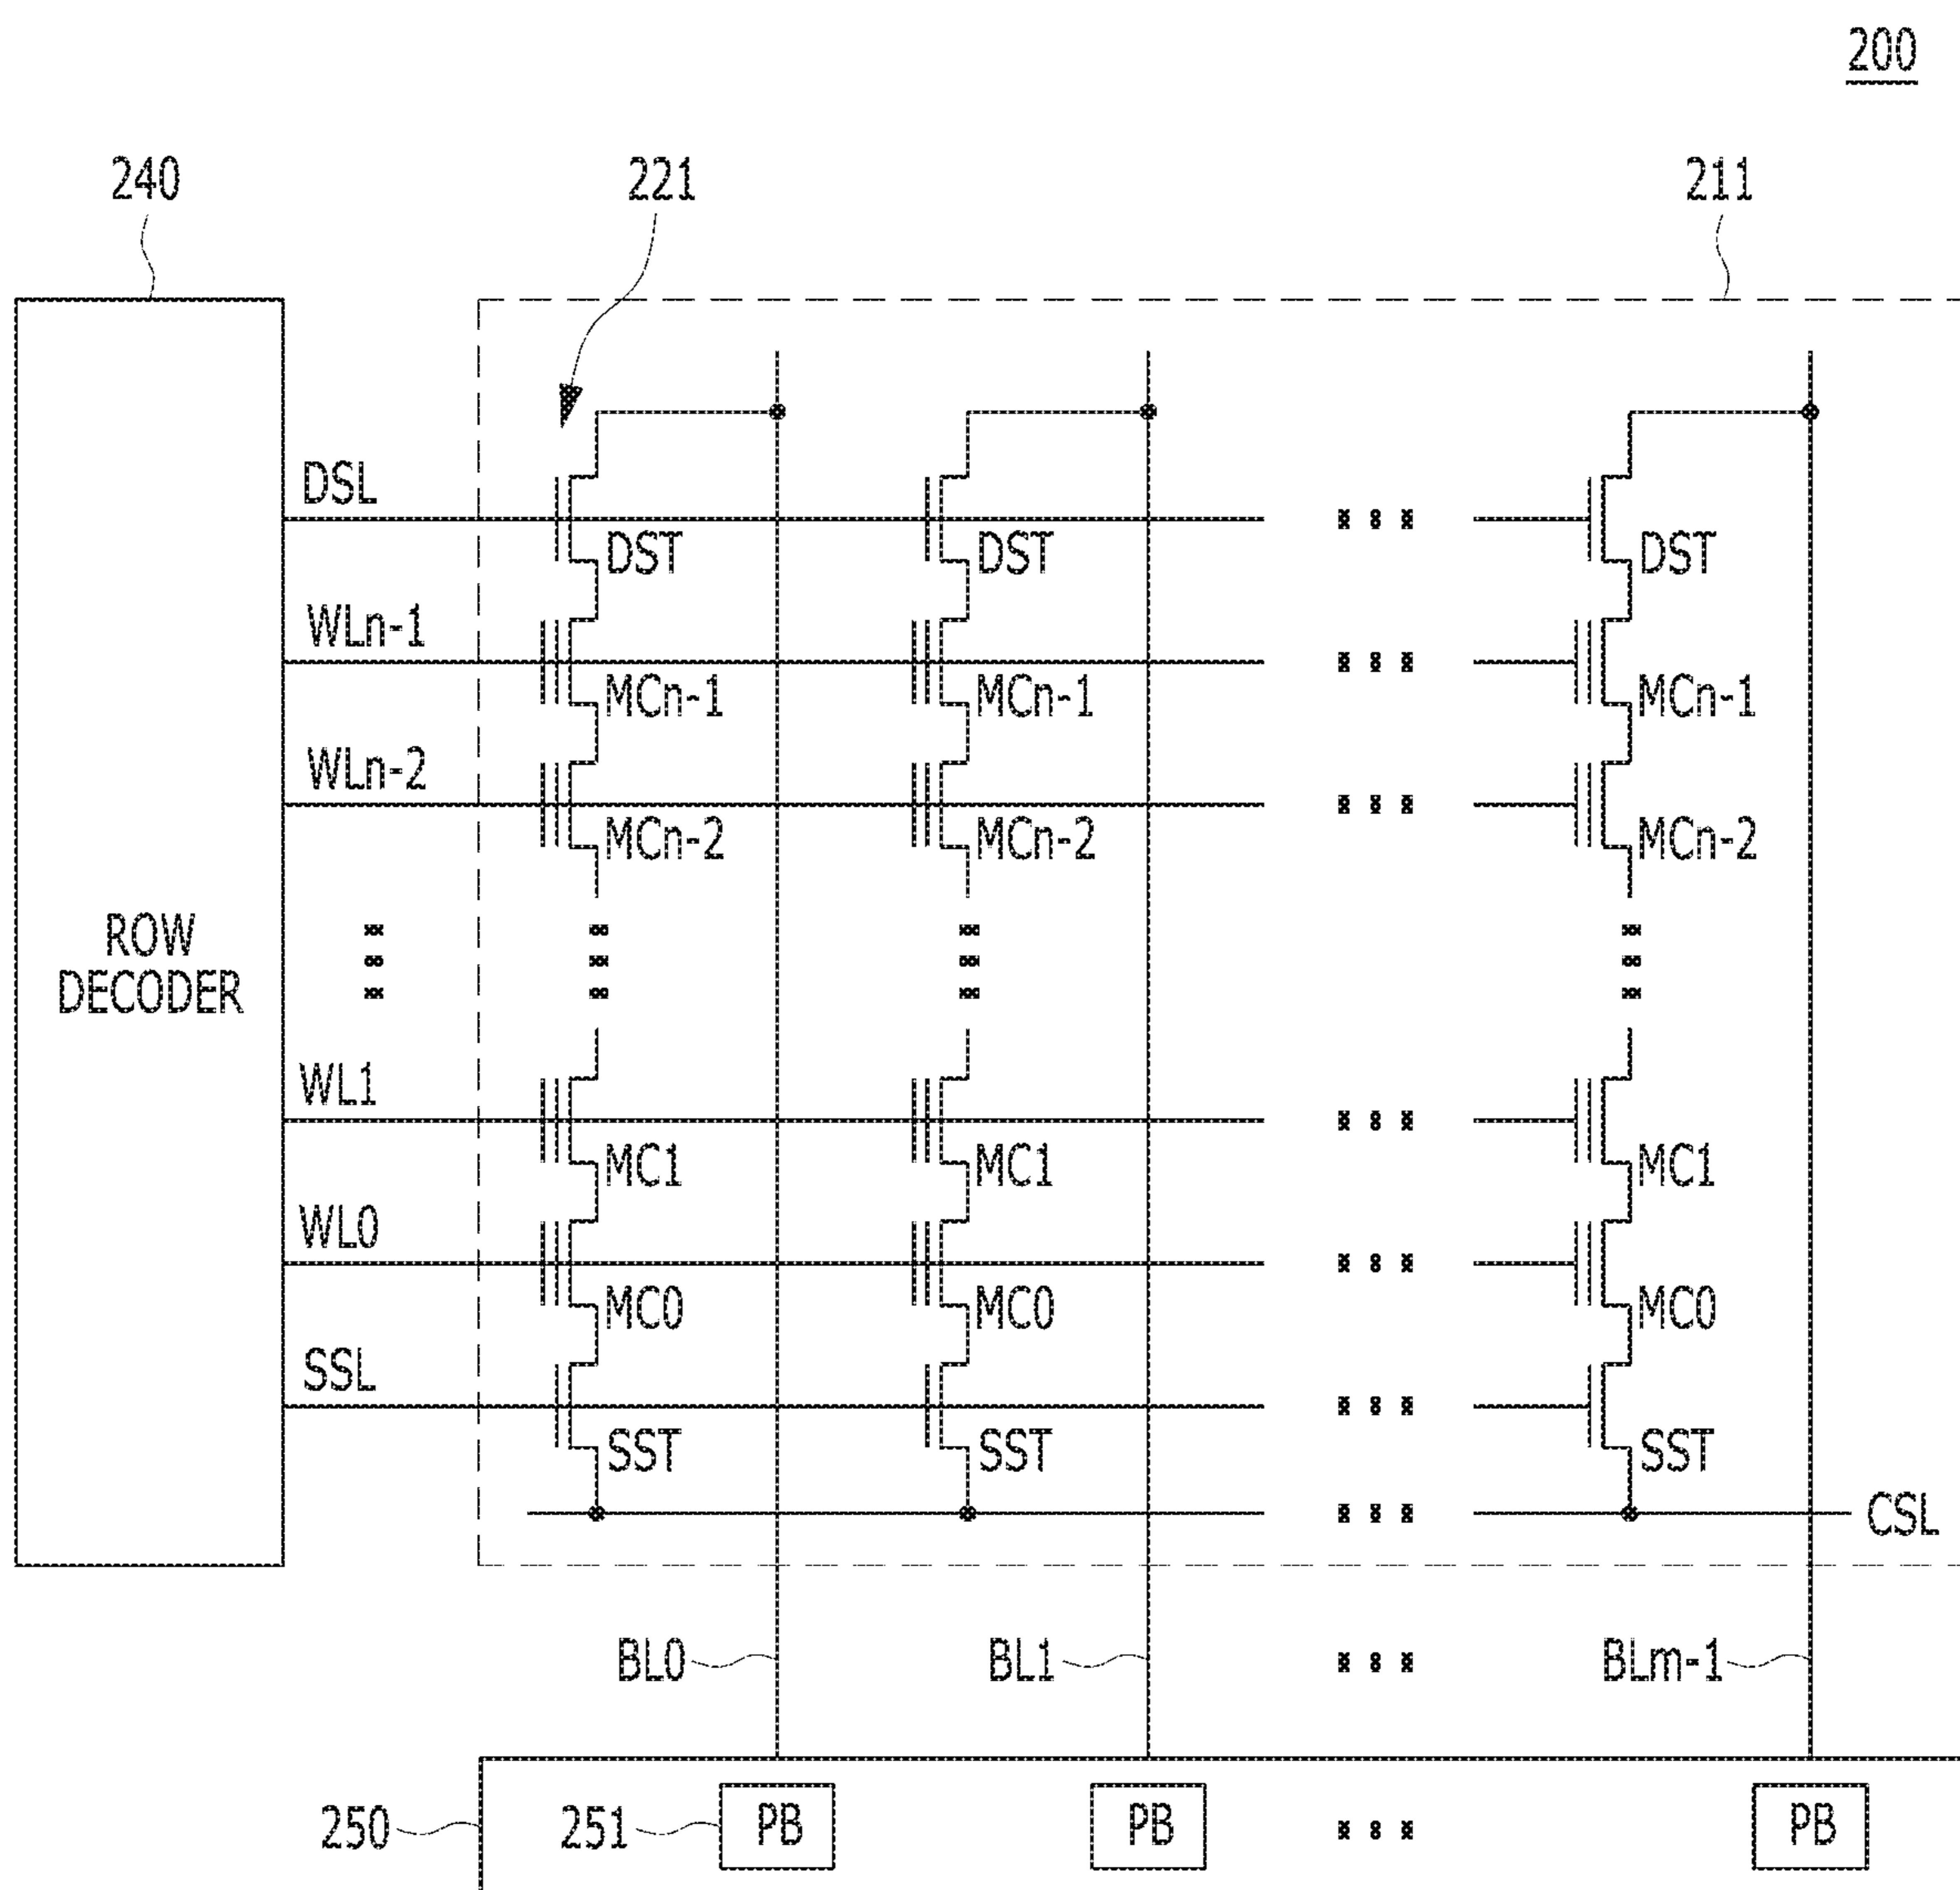 200
240 221 211
DSL
DST DST DST
WLn-1
MCn-1 MCn-1 MCn-1
WLn-2
MCn-2 MCn-2 MCn-2
ROW
DECODER
WL1
MC1 MC1 MC1
WL0
MC0 MC0 MC0
SSL
SST SST SST
CSL
BL0 BL1 BLm-1
250 251 PB PB PB